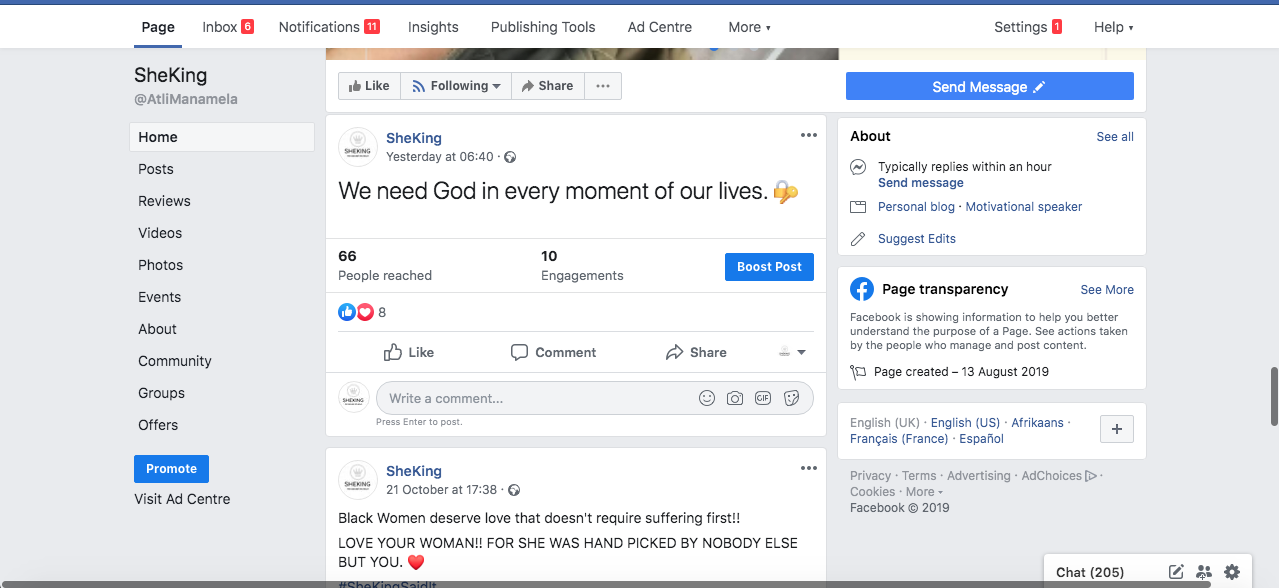 Page Inbox 6 Notifications 11 Insights Publishing Tools Ad Centre More Settings 1 Help
SheKing
@AtliManamela
Home
Posts
Reviews
Videos
Photos
Events
About
Community
Groups
Offers
Promote
Visit Ad Centre
Like Following Share ...
Send Message
SHEKING
SheKing
Yesterday at 06:40 ·
We need God in every moment of our lives. 🔐
66
People reached
10
Engagements
Boost Post
8
Like Comment Share
SHEKING
Write a comment...
GIF
Press Enter to post.
SHEKING
SheKing
21 October at 17:38 ·
Black Women deserve love that doesn't require suffering first!!
LOVE YOUR WOMAN!! FOR SHE WAS HAND PICKED BY NOBODY ELSE
BUT YOU. ❤️
#SheKingSaidIt
About
See all
Typically replies within an hour
Send message
Personal blog · Motivational speaker
Suggest Edits
Page transparency
See More
Facebook is showing information to help you better
understand the purpose of a Page. See actions taken
by the people who manage and post content.
Page created – 13 August 2019
English (UK) · English (US) · Afrikaans ·
Français (France) · Español
+
Privacy · Terms · Advertising · AdChoices ·
Cookies · More
Facebook © 2019
Chat (205)